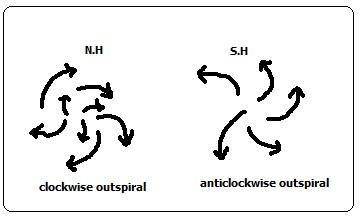 N.H
S.H
clockwise outspiral
anticlockwise outspiral